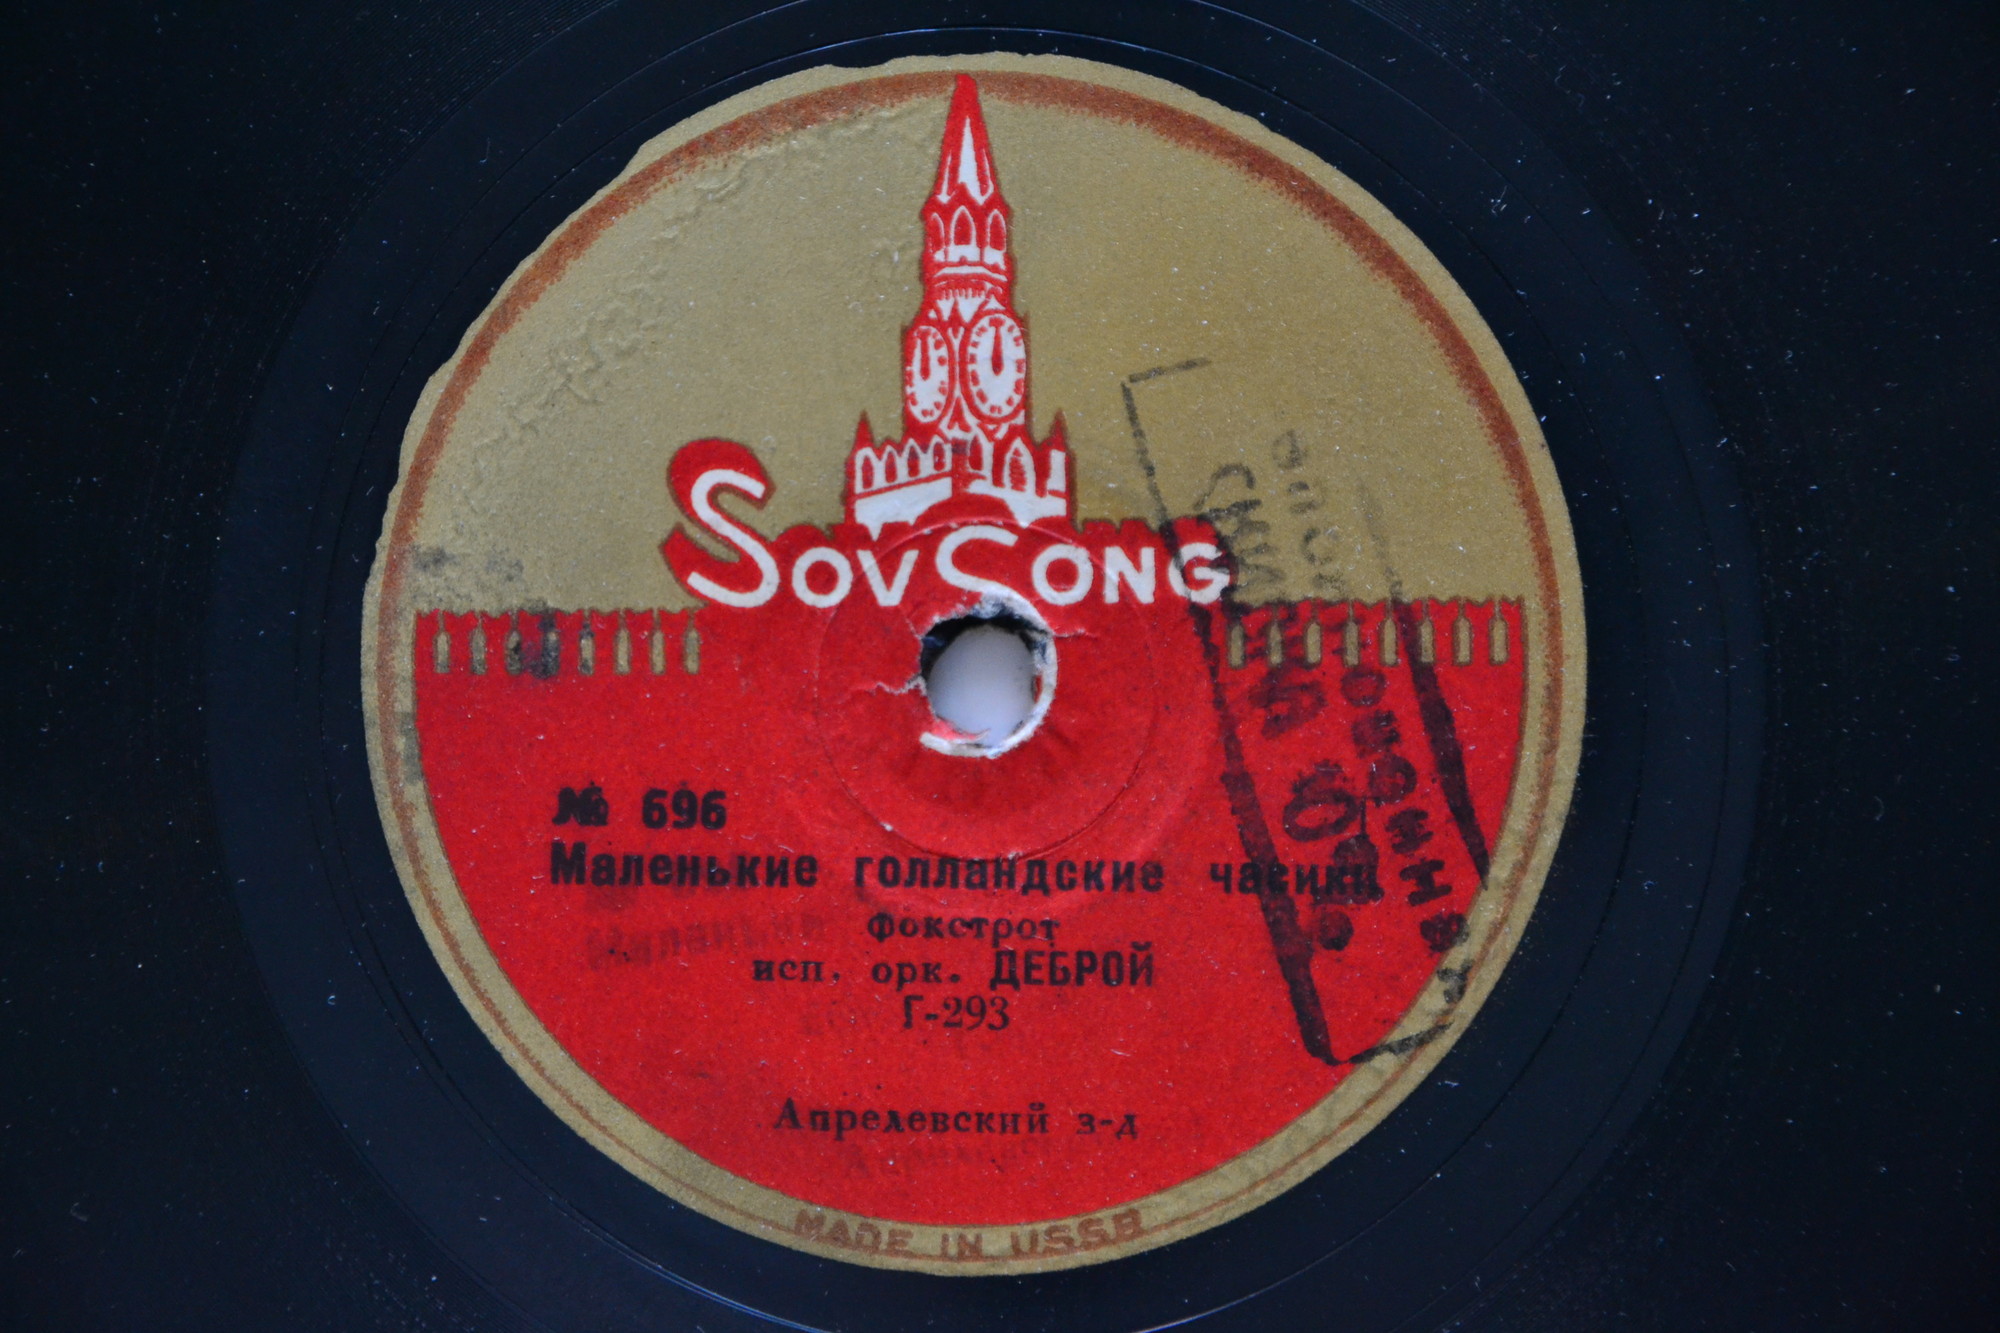 SovSong
№ 696
Маленькие голландские часики
Фокстрот
исп. орк. ДЕБРОЙ
Г-293
Апрелевский з-д
MADE IN USSR